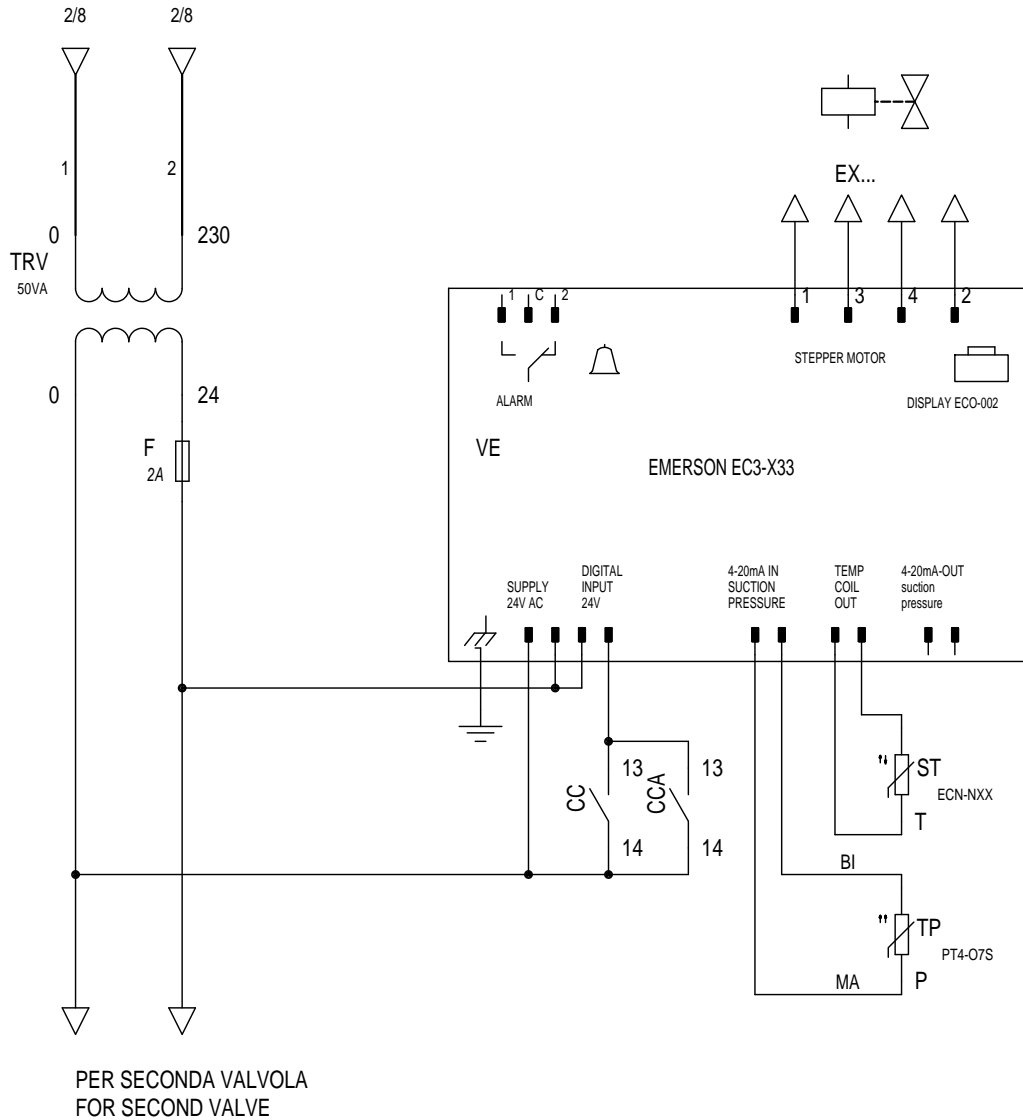 2/8
2/8
1
2
0
230
TRV
50VA
0
24
F
2A
EX...
1
C
2
1
3
4
2
ALARM
STEPPER MOTOR
DISPLAY ECO-002
VE
EMERSON EC3-X33
SUPPLY
24V AC
DIGITAL
INPUT
24V
4-20mA IN
SUCTION
PRESSURE
TEMP
COIL
OUT
4-20mA-OUT
suction
pressure
13
13
CC
CCA
14
14
ST
ECN-NXX
T
BI
TP
PT4-O7S
MA
P
PER SECONDA VALVOLA
FOR SECOND VALVE